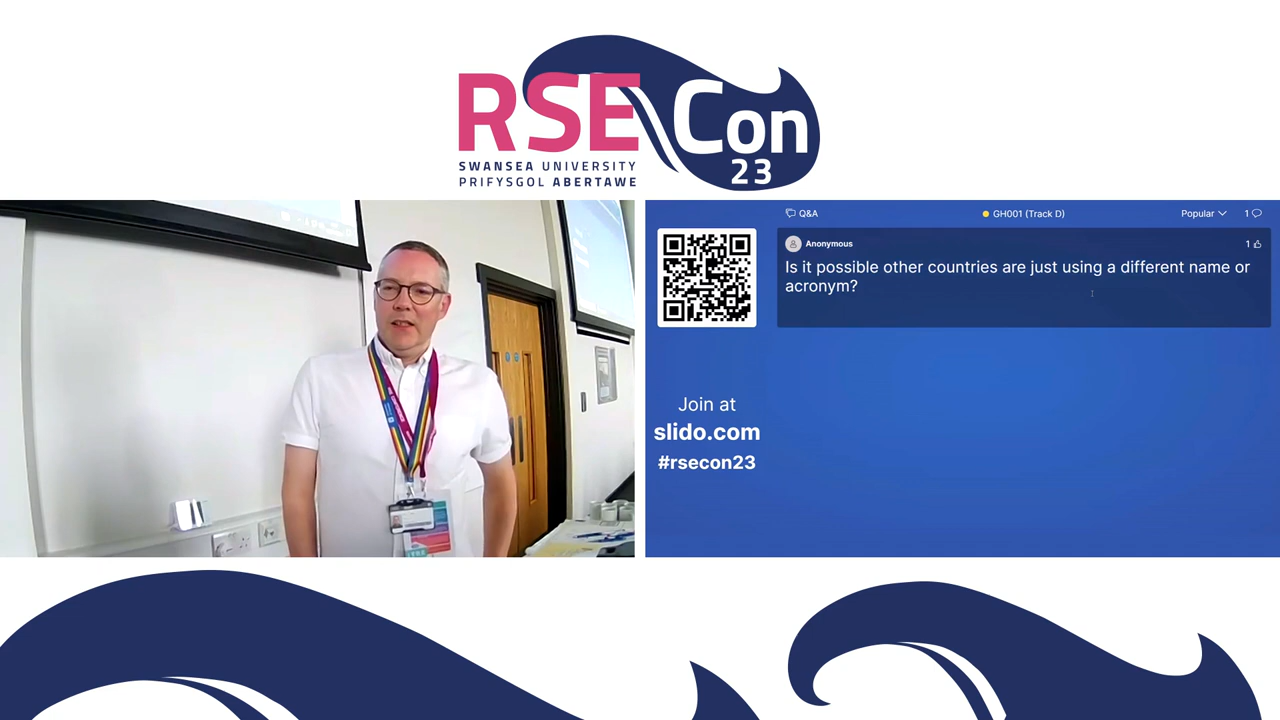 RSE Con
23
SWANSEA UNIVERSITY
PRIFYSGOL ABERTAWE
Q&A
GH001 (Track D)
Popular
1
Anonymous
1
Is it possible other countries are just using a different name or
acronym?
Join at
slido.com
#rsecon23